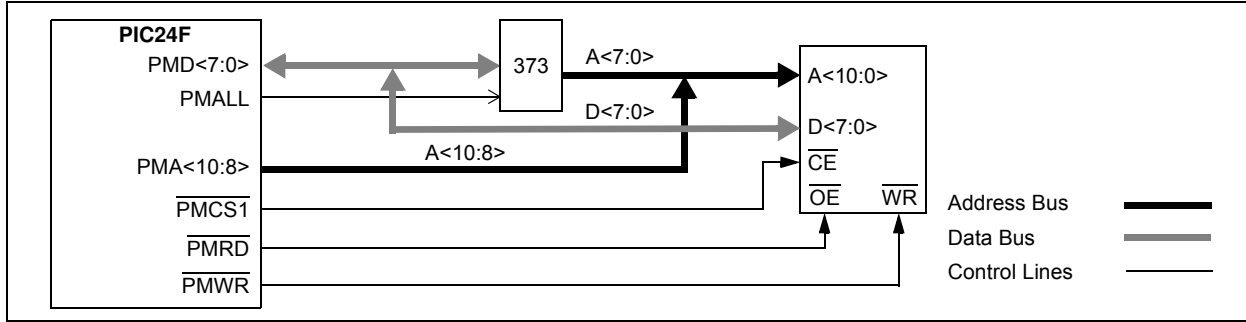 PIC24F
PMD<7:0>
PMALL
PMA<10:8>
PMCS1
PMRD
PMWR
373
A<7:0>
D<7:0>
A<10:8>
A<10:0>
D<7:0>
CE
OE WR
Address Bus
Data Bus
Control Lines